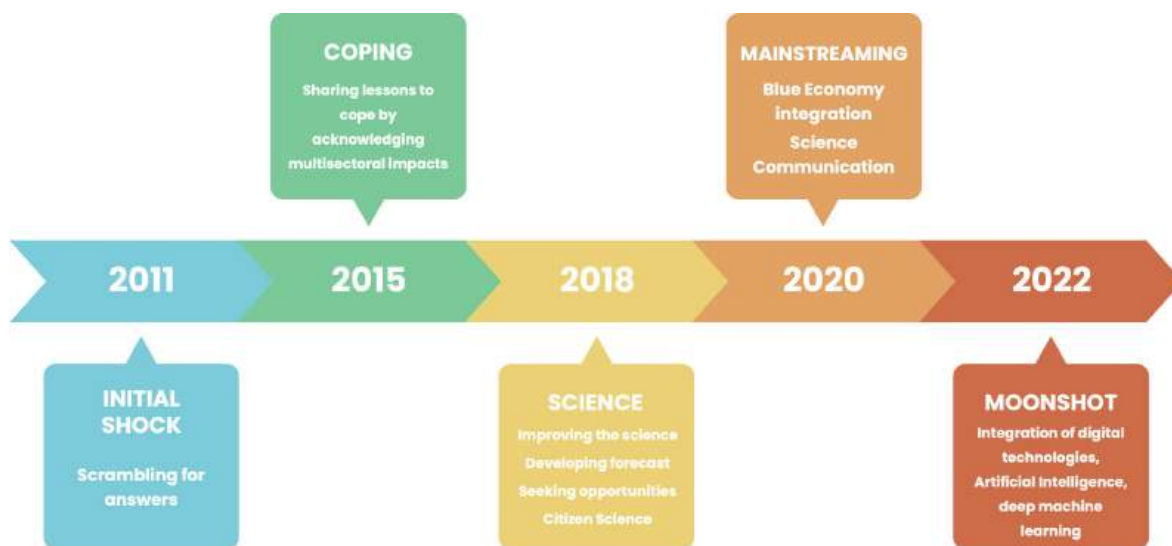 COPING
Sharing lessons to
cope by
acknowledging
multisectoral impacts
MAINSTREAMING
Blue Economy
integration
Science
Communication
2011
2015
2018
2020
2022
INITIAL
SHOCK
Scrambling for
answers
SCIENCE
Improving the science
Developing forecast
Seeking opportunities
Citizen Science
MOONSHOT
Integration of digital
technologies,
Artificial Intelligence,
deep machine
learning